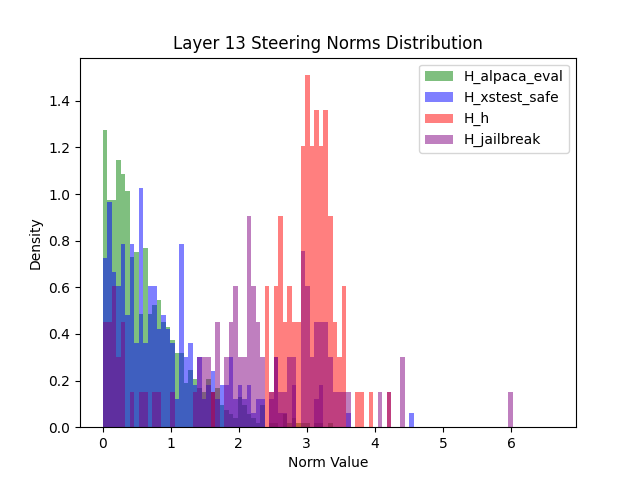 Layer 13 Steering Norms Distribution
H_alpaca_eval
H_xstest_safe
H_h
H_jailbreak
1.4
1.2
1.0
0.8
0.6
0.4
0.2
0.0
Density
0 1 2 3 4 5 6
Norm Value